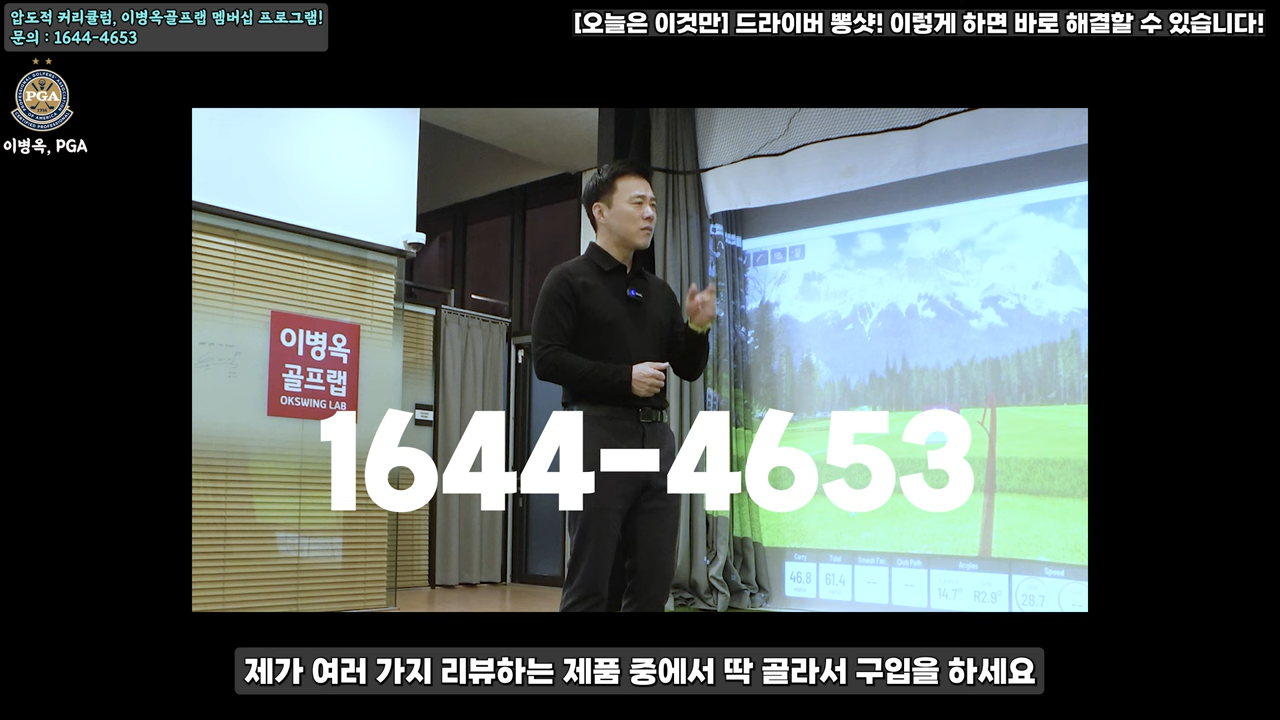 압도적 커리큘럼, 이병옥골프랩 멤버십 프로그램!
문의 : 1644-4653
[오늘은 이것만] 드라이버 뽕샷! 이렇게 하면 바로 해결할 수 있습니다!
PGA
이병옥, PGA
이병옥
골프랩
OKSWING LAB
1644-4653
Carry Total Smash Fac. Club Path Angles Speed
46.8 61.4 -- -- 14.7° R2.9° 28.7 --
제가 여러 가지 리뷰하는 제품 중에서 딱 골라서 구입을 하세요